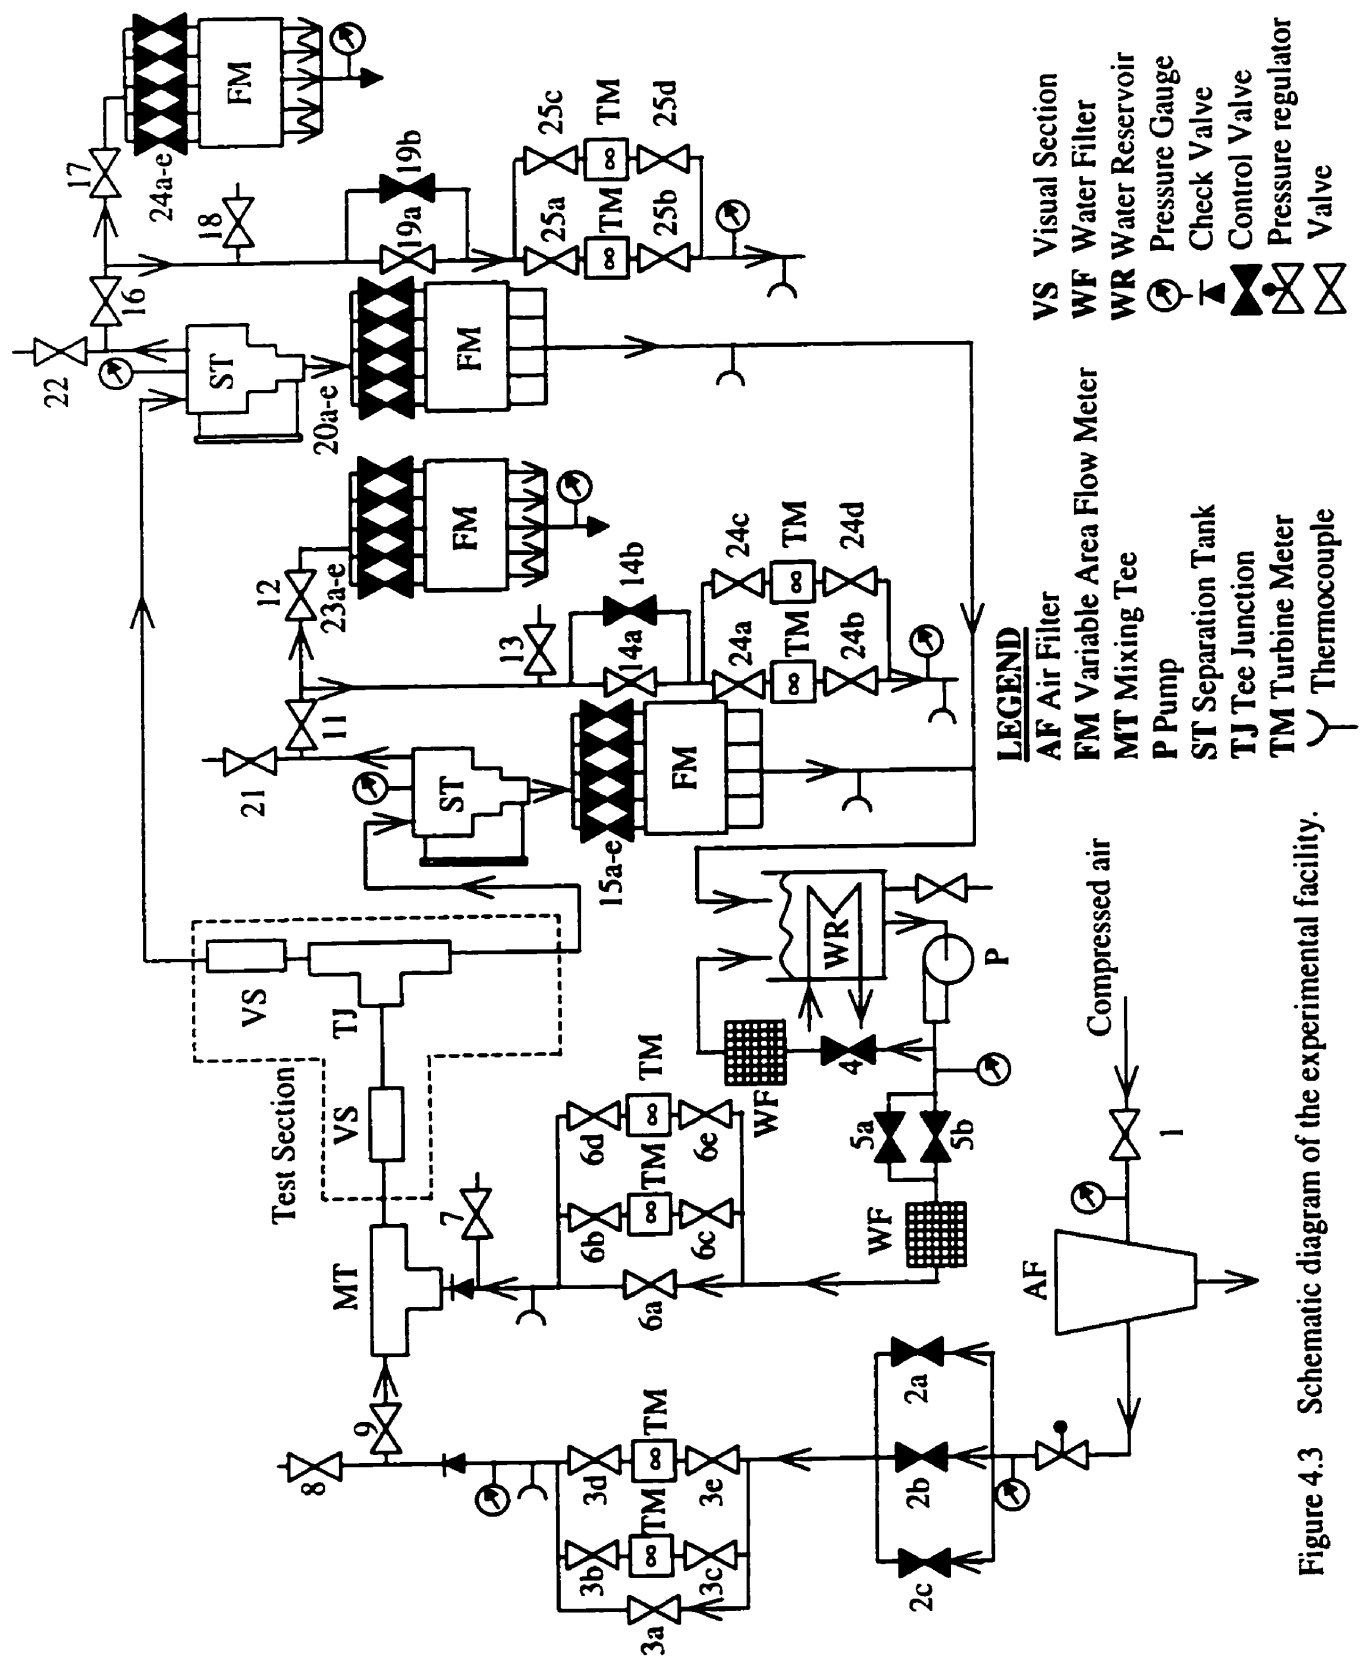 Test Section
MT
VS
TJ
VS
8
9
7
21
11
12
13
22
16
17
18
ST
ST
FM
23a-e
FM
20a-e
FM
24a-e
FM
15a-e
14a
14b
24a
24c
TM
TM
24b
24d
19a
19b
25a
25c
TM
TM
25b
25d
3a
3b
3d
TM
TM
3c
3e
6a
6b
6d
TM
TM
6c
6e
WF
4
WR
P
5a
5b
WF
2a
2b
2c
AF
1
Compressed air
LEGEND
AF Air Filter
FM Variable Area Flow Meter
MT Mixing Tee
P Pump
ST Separation Tank
TJ Tee Junction
TM Turbine Meter
Thermocouple
VS Visual Section
WF Water Filter
WR Water Reservoir
Pressure Gauge
Check Valve
Control Valve
Pressure regulator
Valve
Figure 4.3 Schematic diagram of the experimental facility.